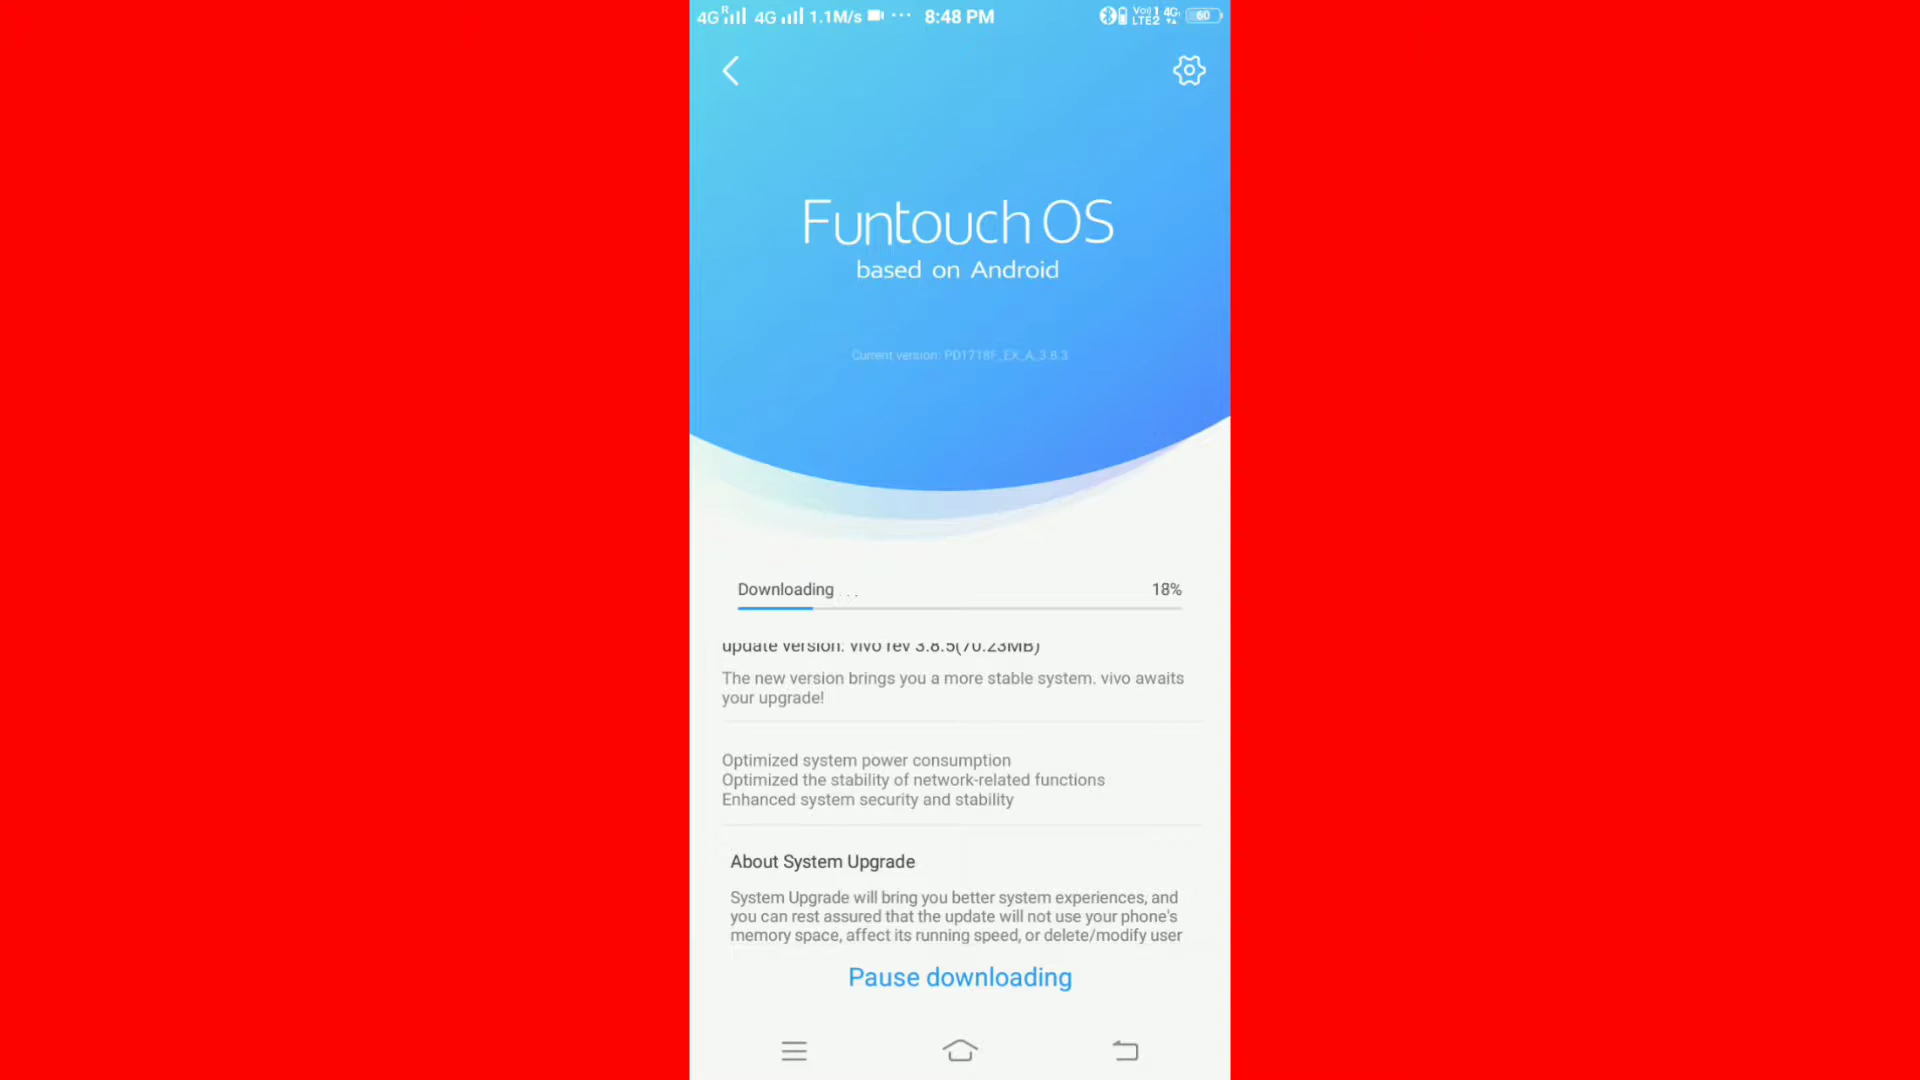 4G R 4G 1.1M/s ... 8:48 PM LTE2 4G 60
Funtouch OS
based on Android
Current version: PD1718F_EX_A_3.8.3
Downloading ... 18%
update version: vivo rev 3.8.5(70.23MB)
The new version brings you a more stable system. vivo awaits
your upgrade!
Optimized system power consumption
Optimized the stability of network-related functions
Enhanced system security and stability
About System Upgrade
System Upgrade will bring you better system experiences, and
you can rest assured that the update will not use your phone's
memory space, affect its running speed, or delete/modify user
Pause downloading